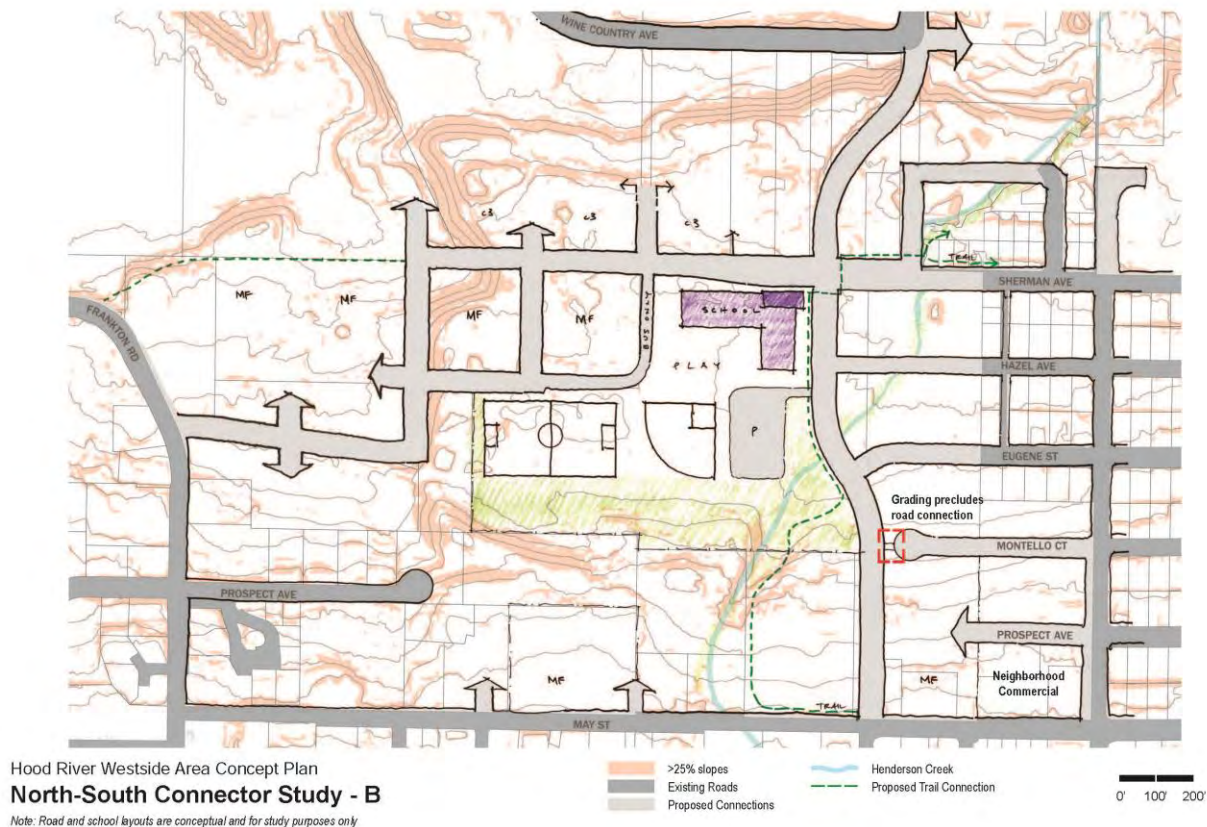 WINE COUNTRY AVE
C3
C3
C3
TRAIL
SHERMAN AVE
MF
MF
MF
MF
BUS ONLY
SCHOOL
FRANKTON RD
PLAY
HAZEL AVE
P
EUGENE ST
Grading precludes
road connection
MONTELLO CT
PROSPECT AVE
PROSPECT AVE
MF
MF
Neighborhood
Commercial
TRAIL
MAY ST
Hood River Westside Area Concept Plan
North-South Connector Study - B
Note: Road and school layouts are conceptual and for study purposes only
>25% slopes
Existing Roads
Proposed Connections
Henderson Creek
Proposed Trail Connection
0' 100' 200'